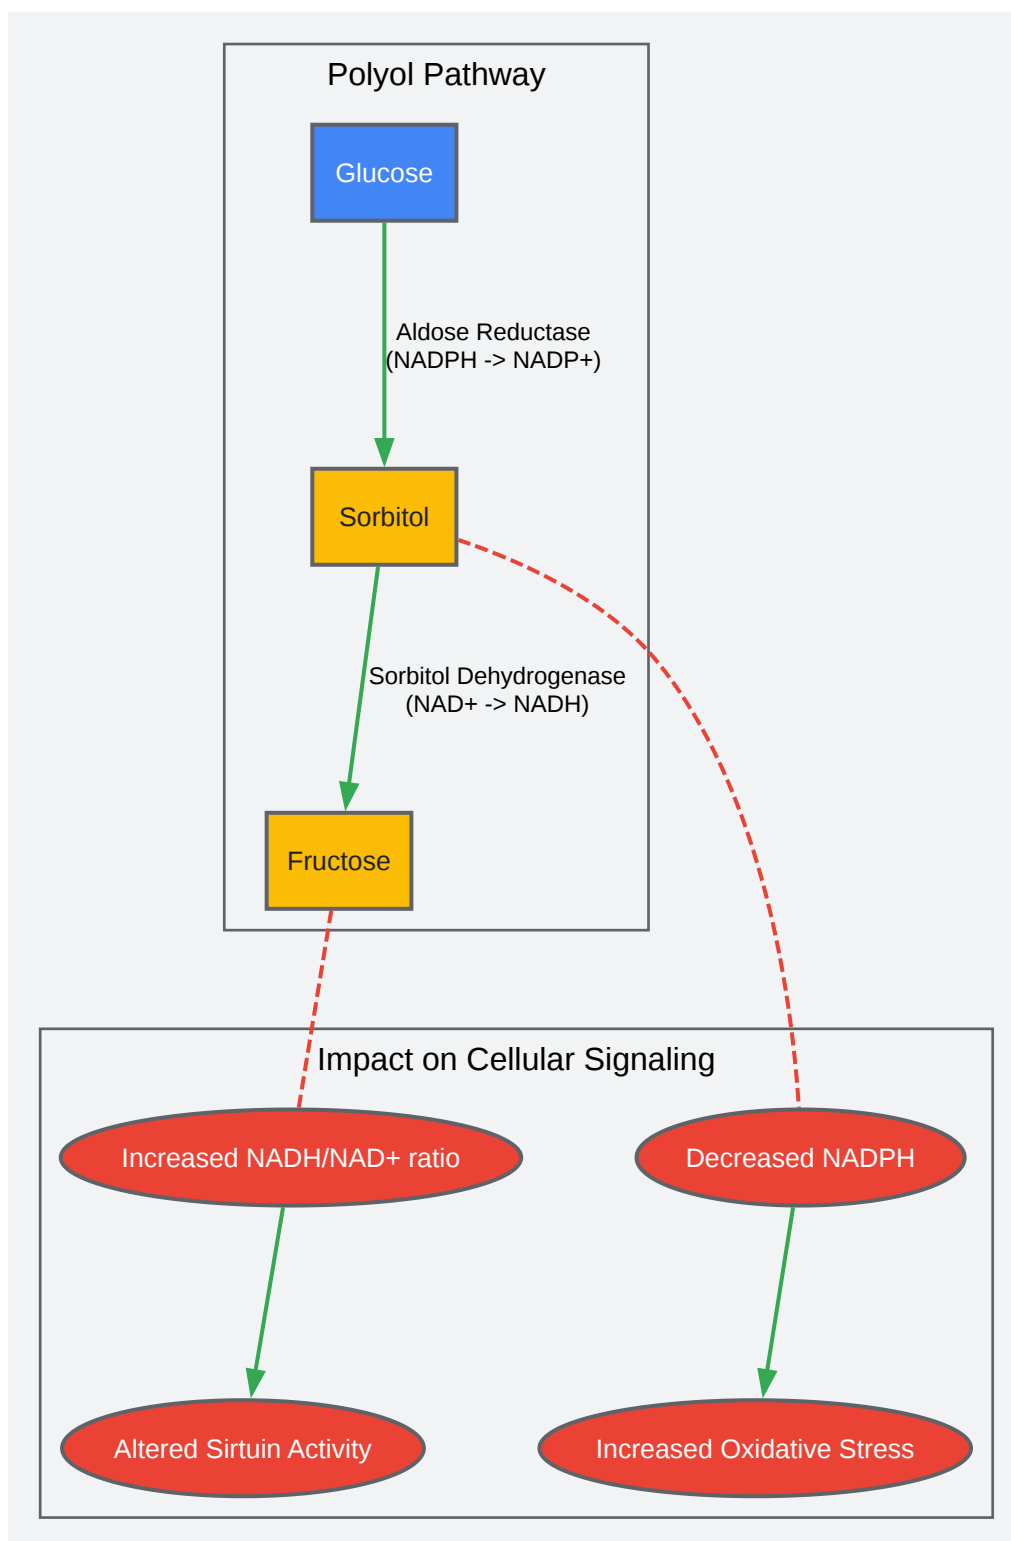 Polyol Pathway
Glucose
Aldose Reductase
(NADPH -> NADP+)
Sorbitol
Sorbitol Dehydrogenase
(NAD+ -> NADH)
Fructose
Impact on Cellular Signaling
Increased NADH/NAD+ ratio
Decreased NADPH
Altered Sirtuin Activity
Increased Oxidative Stress